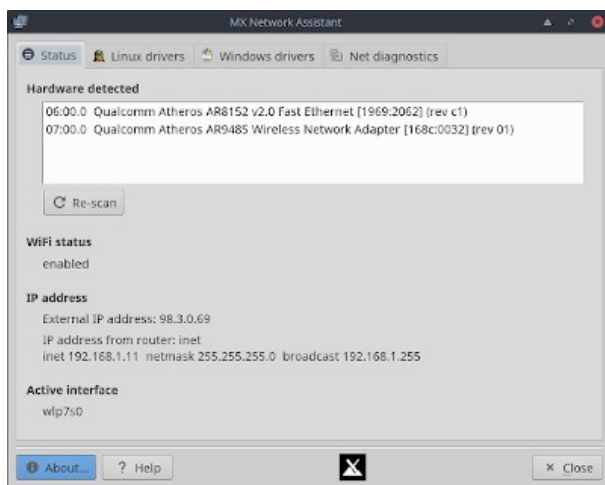 MX Network Assistant
Status Linux drivers Windows drivers Net diagnostics
Hardware detected
06:00.0 Qualcomm Atheros AR8152 v2.0 Fast Ethernet [1969:2062] (rev c1)
07:00.0 Qualcomm Atheros AR9485 Wireless Network Adapter [168c:0032] (rev 01)
Re-scan
WiFi status
enabled
IP address
External IP address: 98.3.0.69
IP address from router: inet
inet 192.168.1.11 netmask 255.255.255.0 broadcast 192.168.1.255
Active interface
wlp7s0
About... ? Help Close